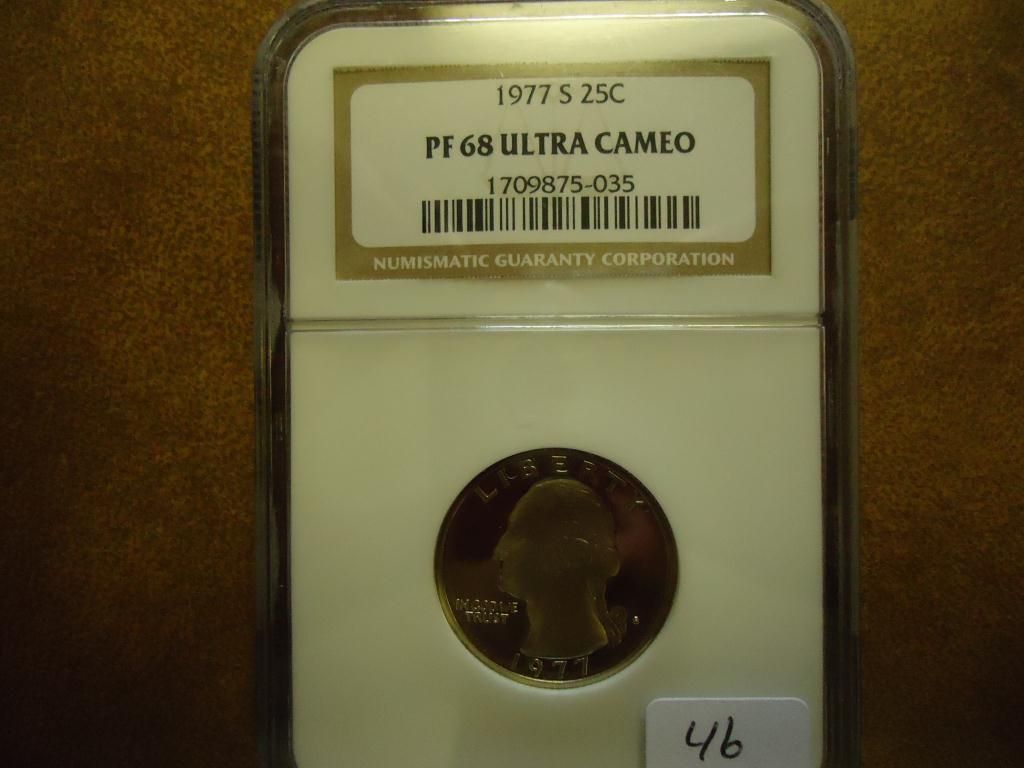 1977 S 25C
PF 68 ULTRA CAMEO
1709875-035
NUMISMATIC GUARANTY CORPORATION
LIBERTY
IN GOD WE
TRUST
S
1977
46